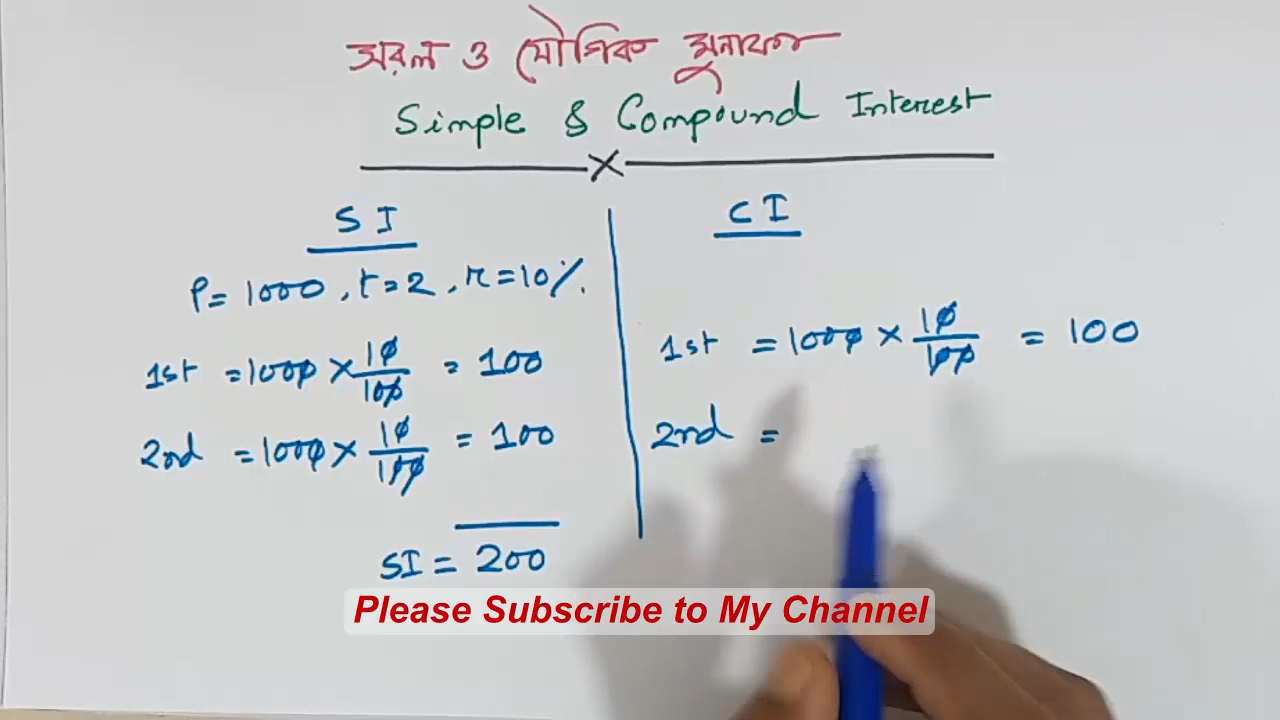 সরল ও যৌগিক মুনাফা
Simple & Compound Interest
SI
P = 1000, t = 2, r = 10%.
1st = 1000 × 10/100 = 100
2nd = 1000 × 10/100 = 100
SI = 200
CI
1st = 1000 × 10/100 = 100
2nd =
Please Subscribe to My Channel